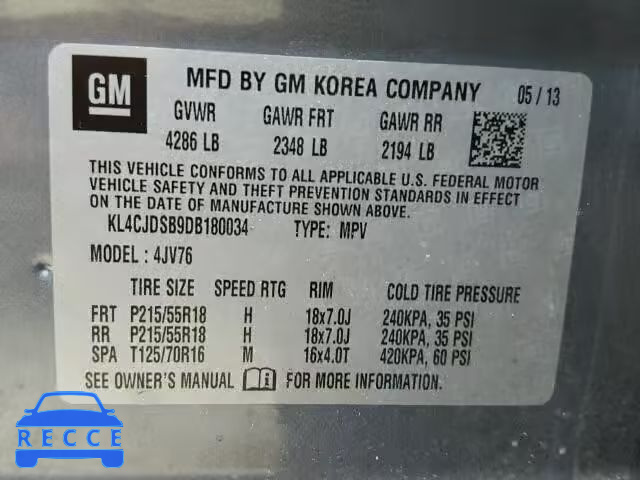 GM
MFD BY GM KOREA COMPANY 05 / 13
GVWR GAWR FRT GAWR RR
4286 LB 2348 LB 2194 LB
THIS VEHICLE CONFORMS TO ALL APPLICABLE U.S. FEDERAL MOTOR
VEHICLE SAFETY AND THEFT PREVENTION STANDARDS IN EFFECT
ON THE DATE OF MANUFACTURE SHOWN ABOVE.
KL4CJDSB9DB180034 TYPE: MPV
MODEL : 4JV76
TIRE SIZE SPEED RTG RIM COLD TIRE PRESSURE
FRT P215/55R18 H 18x7.0J 240KPA, 35 PSI
RR P215/55R18 H 18x7.0J 240KPA, 35 PSI
SPA T125/70R16 M 16x4.0T 420KPA, 60 PSI
SEE OWNER'S MANUAL FOR MORE INFORMATION.
RECCE